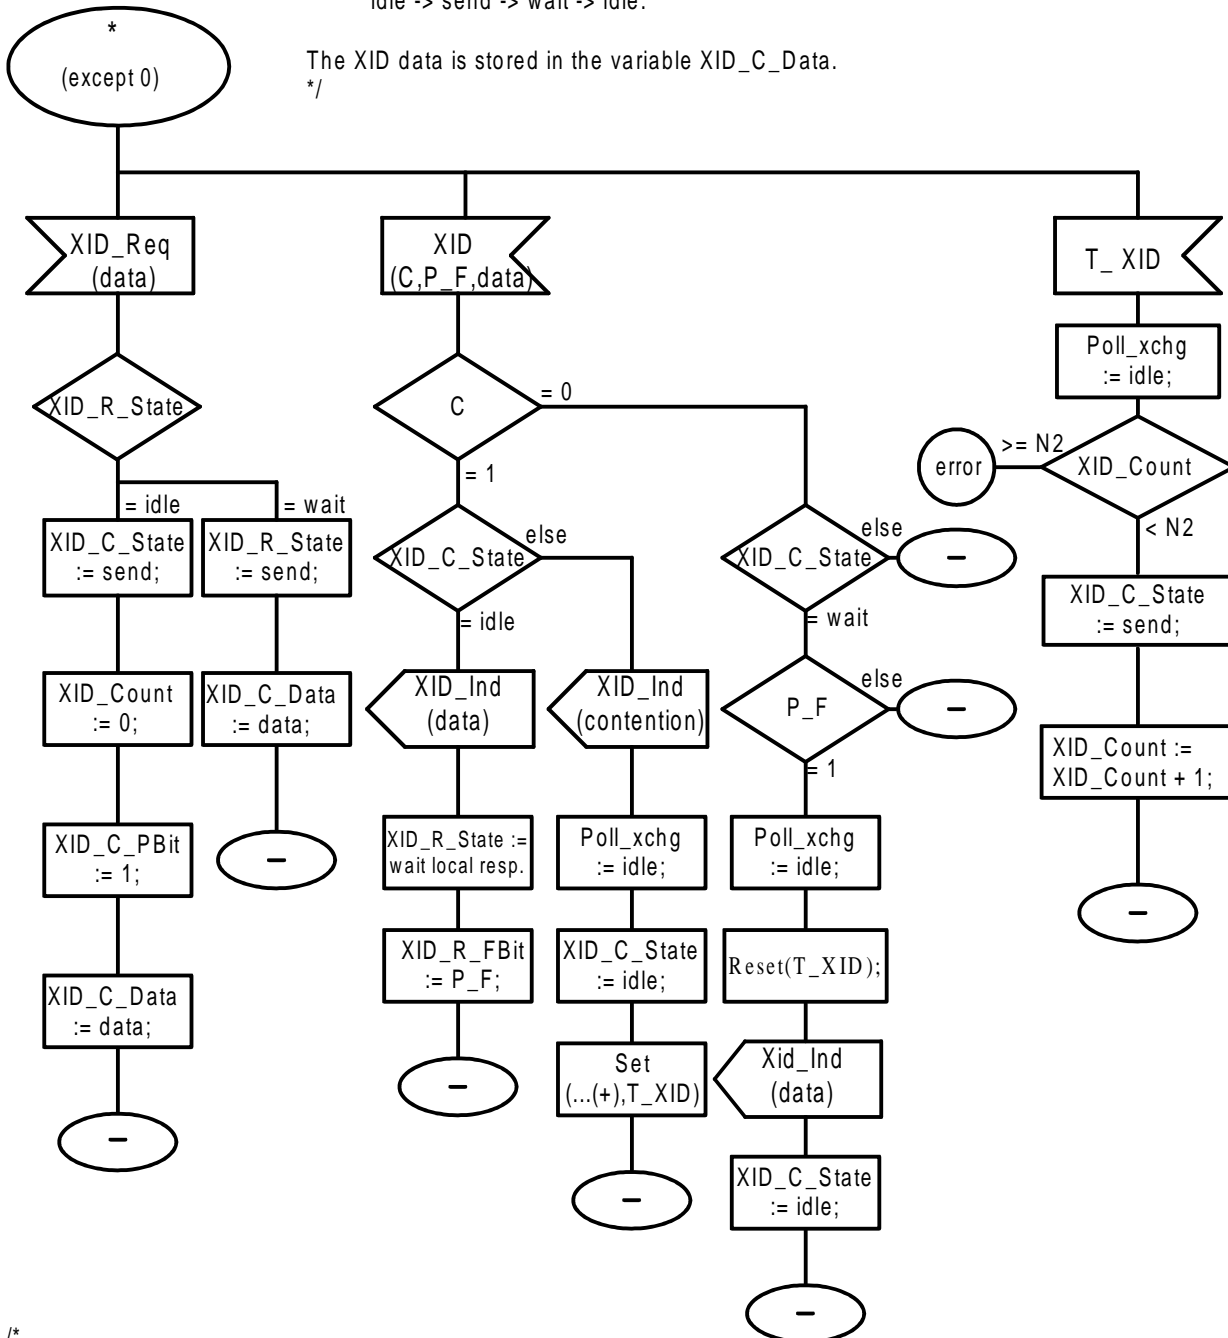 idle -> send -> wait -> idle.
The XID data is stored in the variable XID_C_Data.
*/
*
(except 0)
XID_Req
(data)
XID_R_State
= idle
= wait
XID_C_State
:= send;
XID_R_State
:= send;
XID_Count
:= 0;
XID_C_Data
:= data;
XID_C_PBit
:= 1;
–
XID_C_Data
:= data;
–
XID
(C,P_F,data)
C
= 0
= 1
XID_C_State
else
= idle
XID_Ind
(data)
XID_R_State :=
wait local resp.
XID_R_FBit
:= P_F;
–
XID_Ind
(contention)
Poll_xchg
:= idle;
XID_C_State
:= idle;
Set
(...(+),T_XID)
–
XID_C_State
else
–
= wait
P_F
else
–
= 1
Poll_xchg
:= idle;
Reset(T_XID);
Xid_Ind
(data)
XID_C_State
:= idle;
–
T_ XID
Poll_xchg
:= idle;
XID_Count
>= N2
error
< N2
XID_C_State
:= send;
XID_Count :=
XID_Count + 1;
–
/*